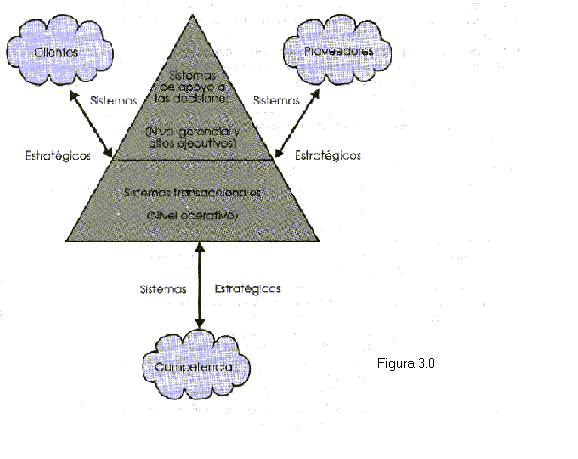 Clientes
Proveedores
Sistemas
de apoyo a
las decisiones
(Nivel gerencial y
altos ejecutivos)
Sistemas
Estratégicos
Sistemas
Estratégicos
Sistemas transaccionales
(Nivel operativo)
Sistemas Estratégicos
Competencia
Figura 3.0